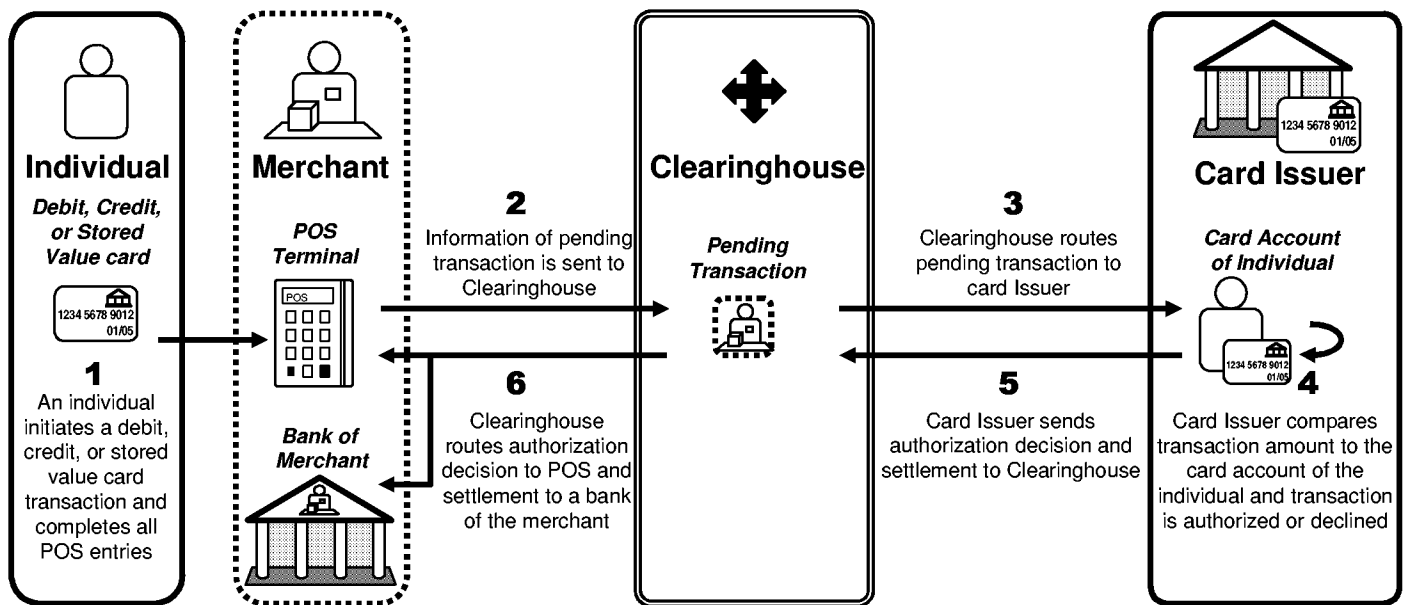 Individual
Debit, Credit,
or Stored
Value card
1234 5678 9012
01/05
1
An individual
initiates a debit,
credit, or stored
value card
transaction and
completes all
POS entries
Merchant
POS
Terminal
POS
Bank of
Merchant
2
Information of pending
transaction is sent to
Clearinghouse
6
Clearinghouse
routes authorization
decision to POS and
settlement to a bank
of the merchant
Clearinghouse
Pending
Transaction
3
Clearinghouse routes
pending transaction to
card Issuer
5
Card Issuer sends
authorization decision and
settlement to Clearinghouse
1234 5678 9012
01/05
Card Issuer
Card Account
of Individual
1234 5678 9012
01/05
4
Card Issuer compares
transaction amount to the
card account of the
individual and transaction
is authorized or declined